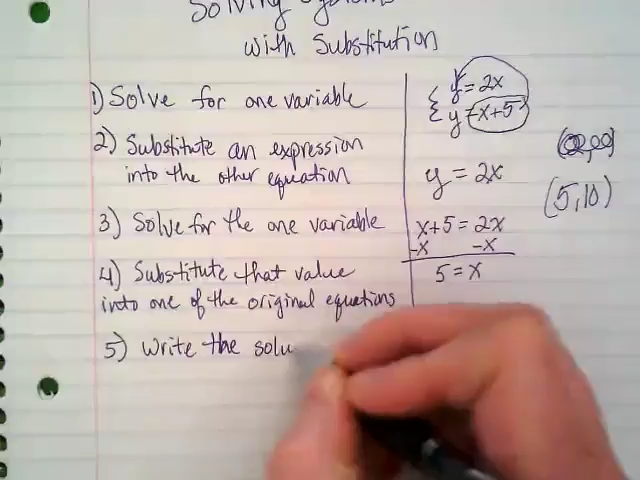 Solving Systems
with Substitution
1) Solve for one variable
2) Substitute an expression
into the other equation
3) Solve for the one variable
4) Substitute that value
into one of the original equations
5) Write the solu
{ y = 2x
y = x+5
y = 2x
x+5 = 2x
-x -x
5 = x
(5,10)